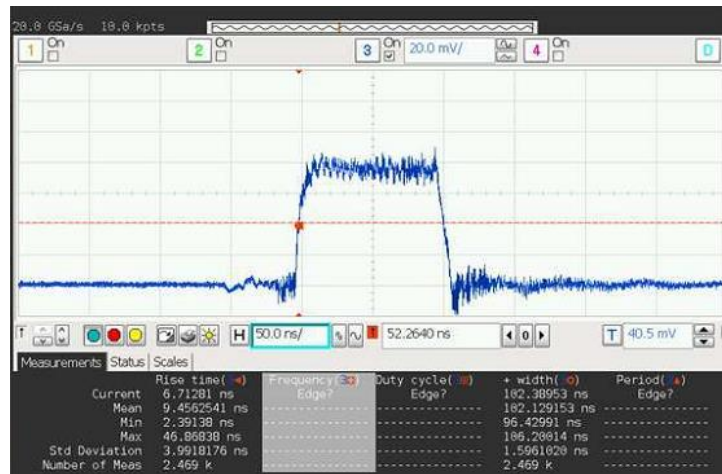 20.0 GSa/s 10.0 kpts
1 On 2 On 3 On 20.0 mV/ 4 On D
H 50.0 ns/ T 52.2640 ns 0 T 40.5 mV
Measurements Status Scales
Rise time( Frequency( Duty cycle( + width( Period(
Current 6.71281 ns Edge? Edge? 102.38953 ns Edge?
Mean 9.4562541 ns ------------- ------------- 102.129153 ns -------------
Min 2.39138 ns ------------- ------------- 96.42991 ns -------------
Max 46.86838 ns ------------- ------------- 106.20014 ns -------------
Std Deviation 3.9918176 ns ------------- ------------- 1.5961020 ns -------------
Number of Meas 2.469 k ------------- ------------- 2.469 k -------------